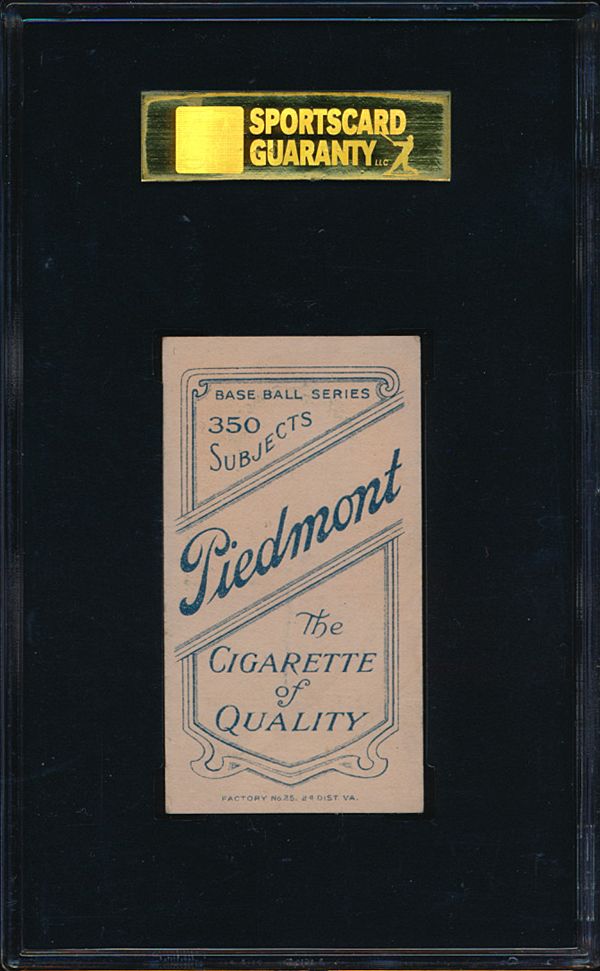 SPORTSCARD
GUARANTY LLC
BASE BALL SERIES
350
SUBJECTS
Piedmont
The
CIGARETTE
of
QUALITY
FACTORY No 25. 2d DIST. VA.